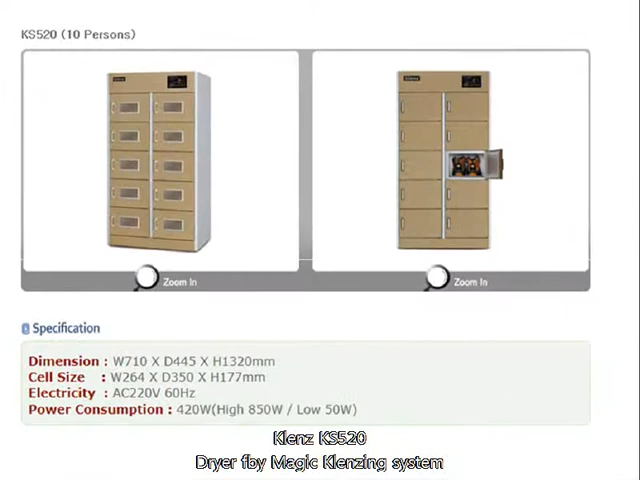 KS520 (10 Persons)
Zoom In
Zoom In
Specification
Dimension : W710 X D445 X H1320mm
Cell Size : W264 X D350 X H177mm
Electricity : AC220V 60Hz
Power Consumption : 420W(High 850W / Low 50W)
Klenz KS520
Dryer fby Magic Klenzing system